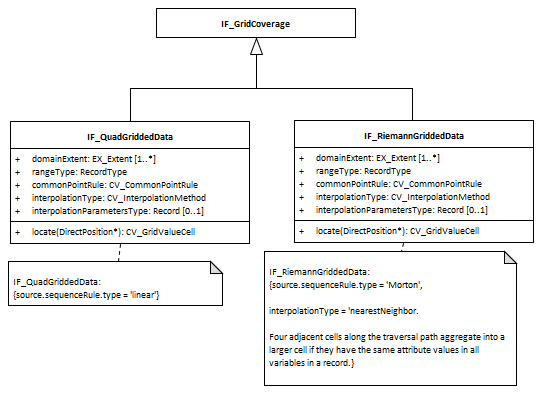 IF_GridCoverage
IF_QuadGriddedData
+ domainExtent: EX_Extent [1..*]
+ rangeType: RecordType
+ commonPointRule: CV_CommonPointRule
+ interpolationType: CV_InterpolationMethod
+ interpolationParametersType: Record [0..1]
+ locate(DirectPosition*): CV_GridValueCell
IF_RiemannGriddedData
+ domainExtent: EX_Extent [1..*]
+ rangeType: RecordType
+ commonPointRule: CV_CommonPointRule
+ interpolationType: CV_InterpolationMethod
+ interpolationParametersType: Record [0..1]
+ locate(DirectPosition*): CV_GridValueCell
IF_QuadGriddedData:
{source.sequenceRule.type = 'linear'}
IF_RiemannGriddedData:
{source.sequenceRule.type = 'Morton',
interpolationType = 'nearestNeighbor.
Four adjacent cells along the traversal path aggregate into a
larger cell if they have the same attribute values in all
variables in a record.}